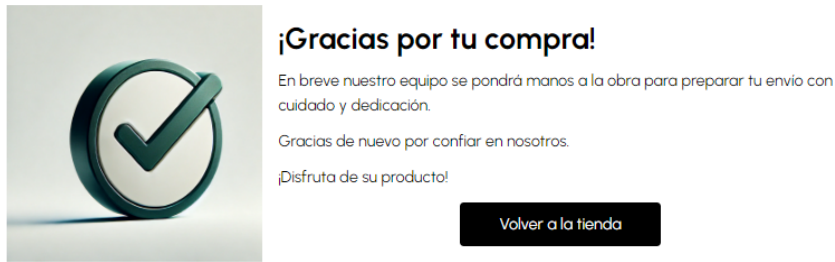 ¡Gracias por tu compra!
En breve nuestro equipo se pondrá manos a la obra para preparar tu envío con
cuidado y dedicación.
Gracias de nuevo por confiar en nosotros.
¡Disfruta de su producto!
Volver a la tienda